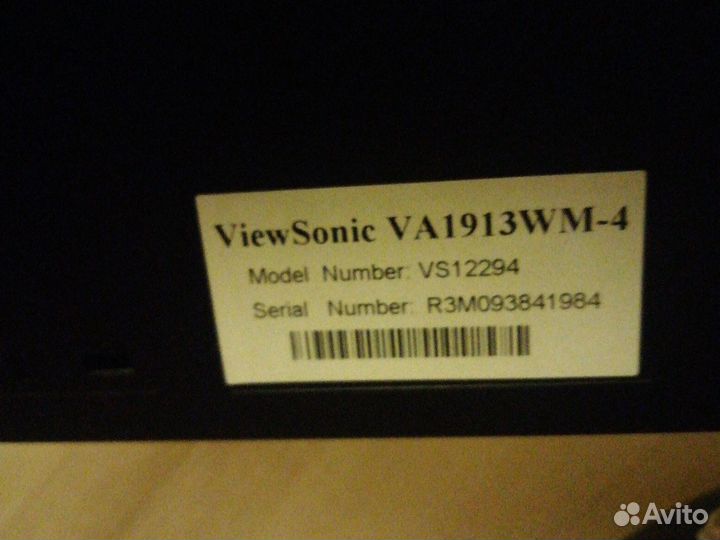 ViewSonic VA1913WM-4
Model Number: VS12294
Serial Number: R3M093841984
Avito